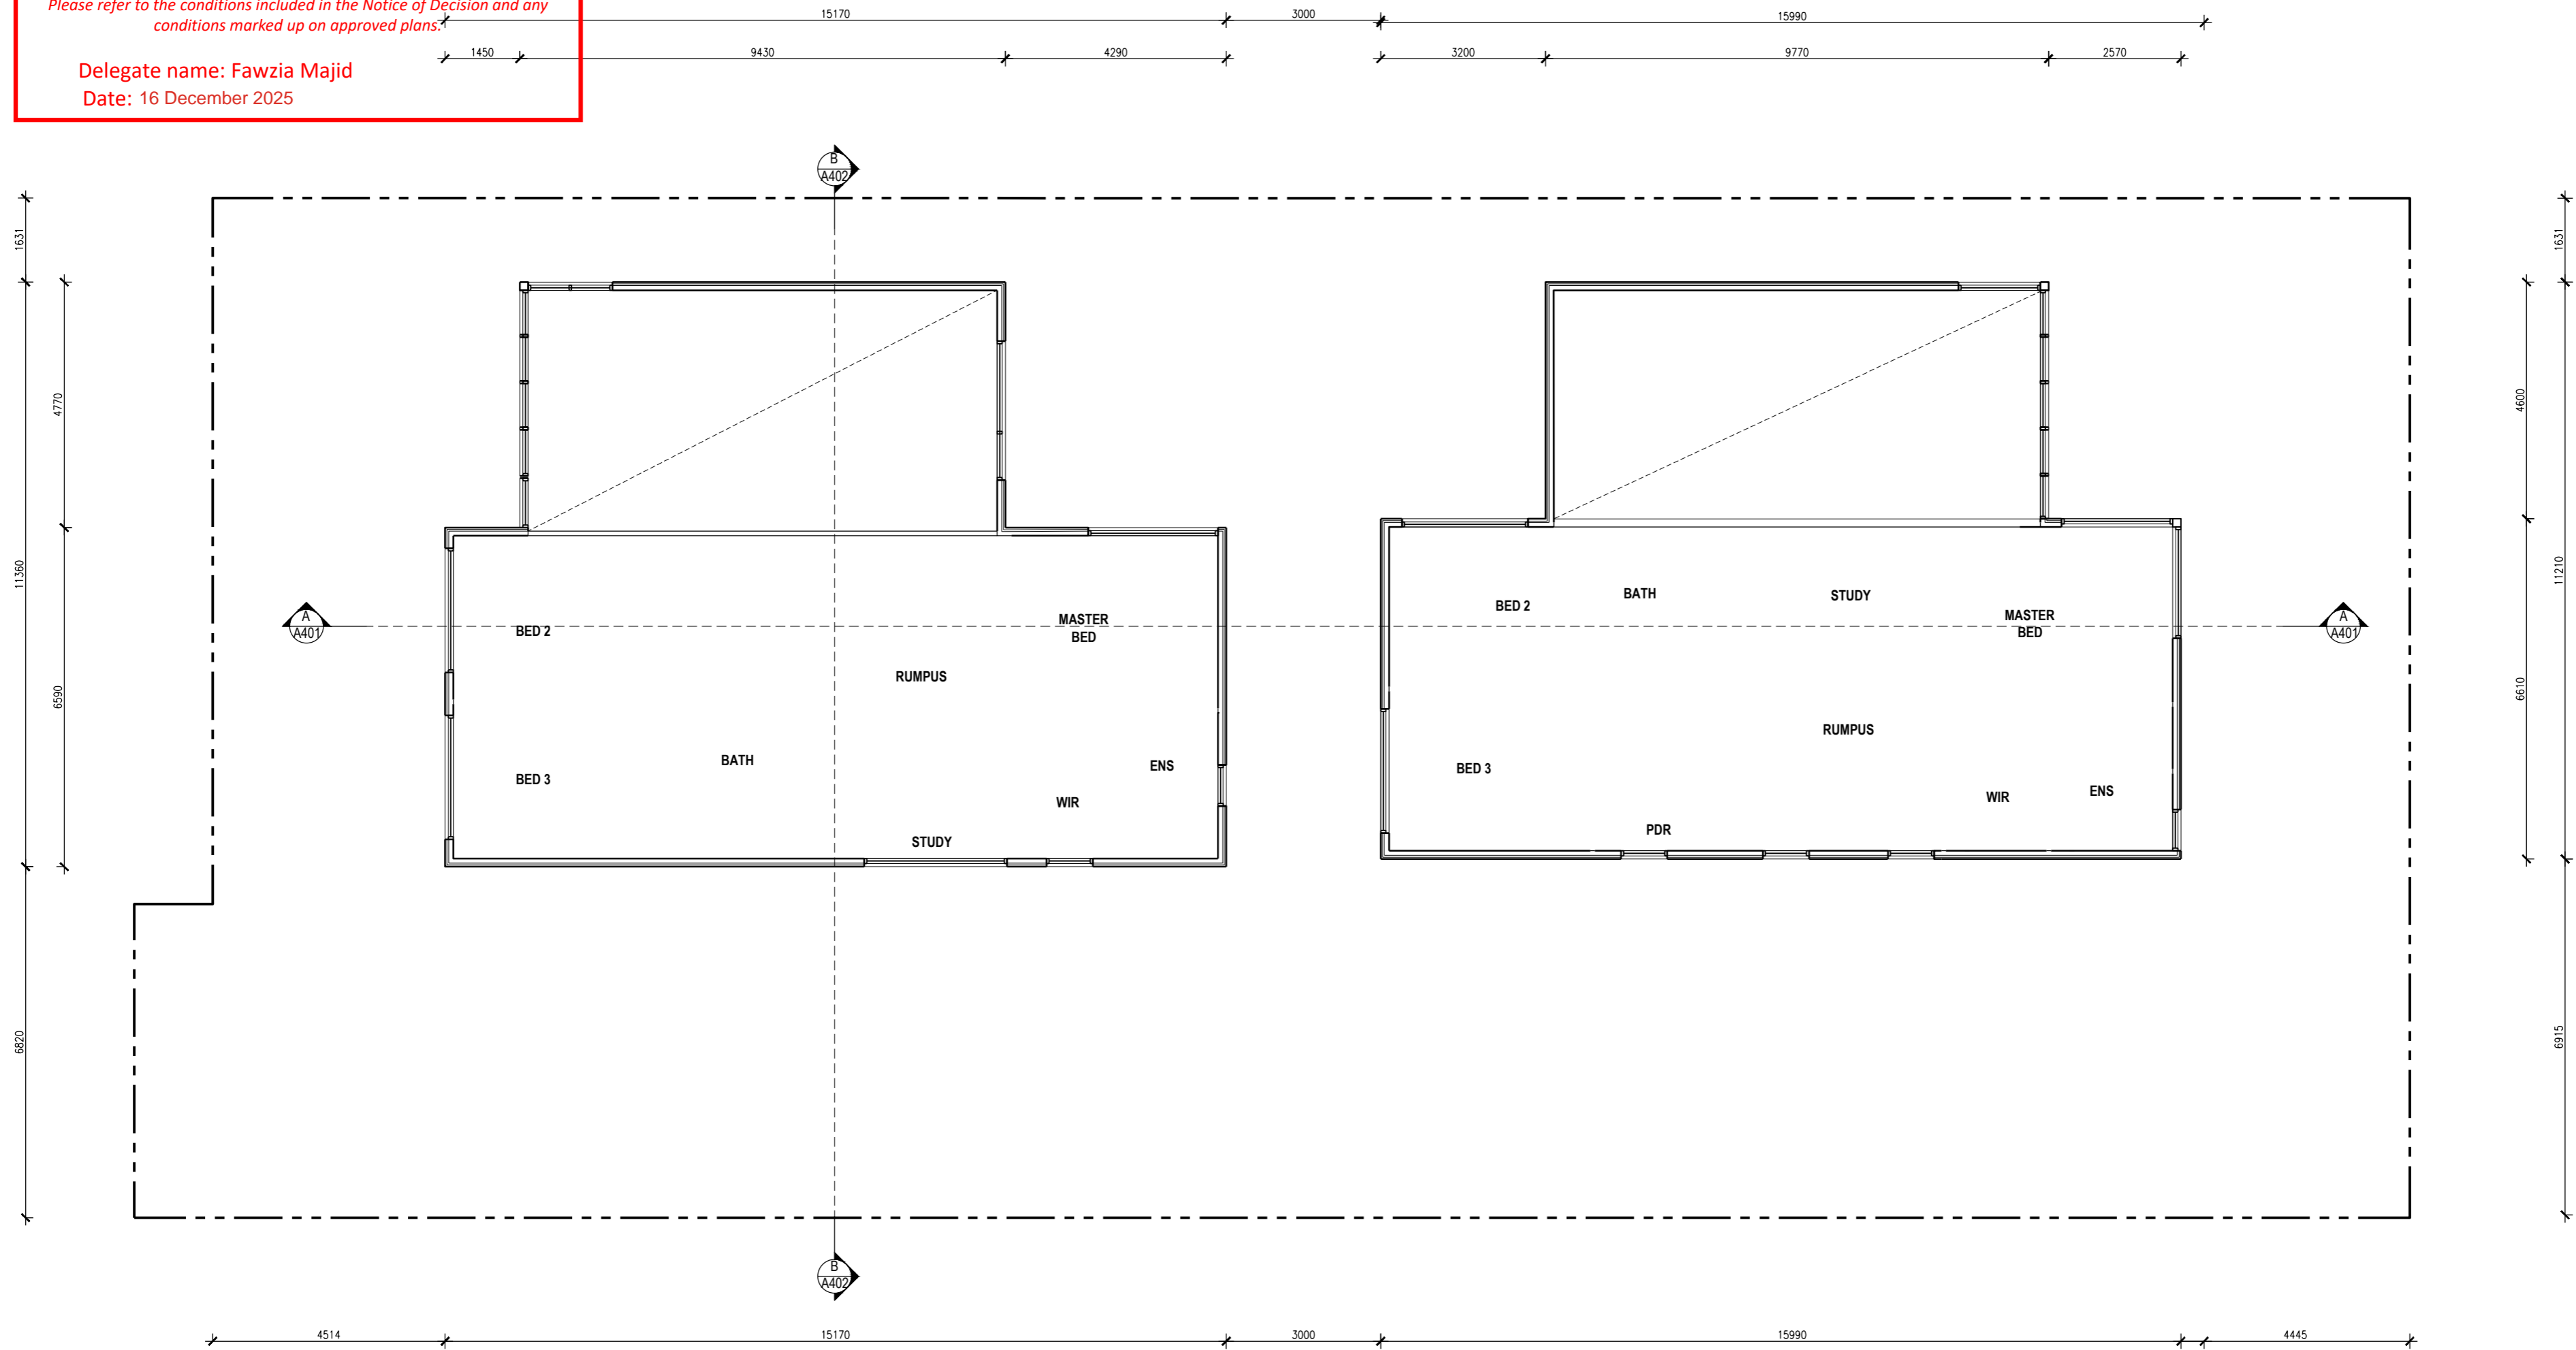 Please refer to the conditions included in the Notice of Decision and any
conditions marked up on approved plans.
Delegate name: Fawzia Majid
Date: 16 December 2025
15170
3000
15990
1450
9430
4290
3200
9770
2570
B
A402
1631
1631
4770
4600
11360
11210
6590
6610
6820
6915
A
A401
A
A401
BED 2
MASTER
BED
RUMPUS
BATH
BED 3
ENS
WIR
STUDY
BED 2
BATH
STUDY
MASTER
BED
RUMPUS
BED 3
WIR
ENS
PDR
B
A402
4514
15170
3000
15990
4445